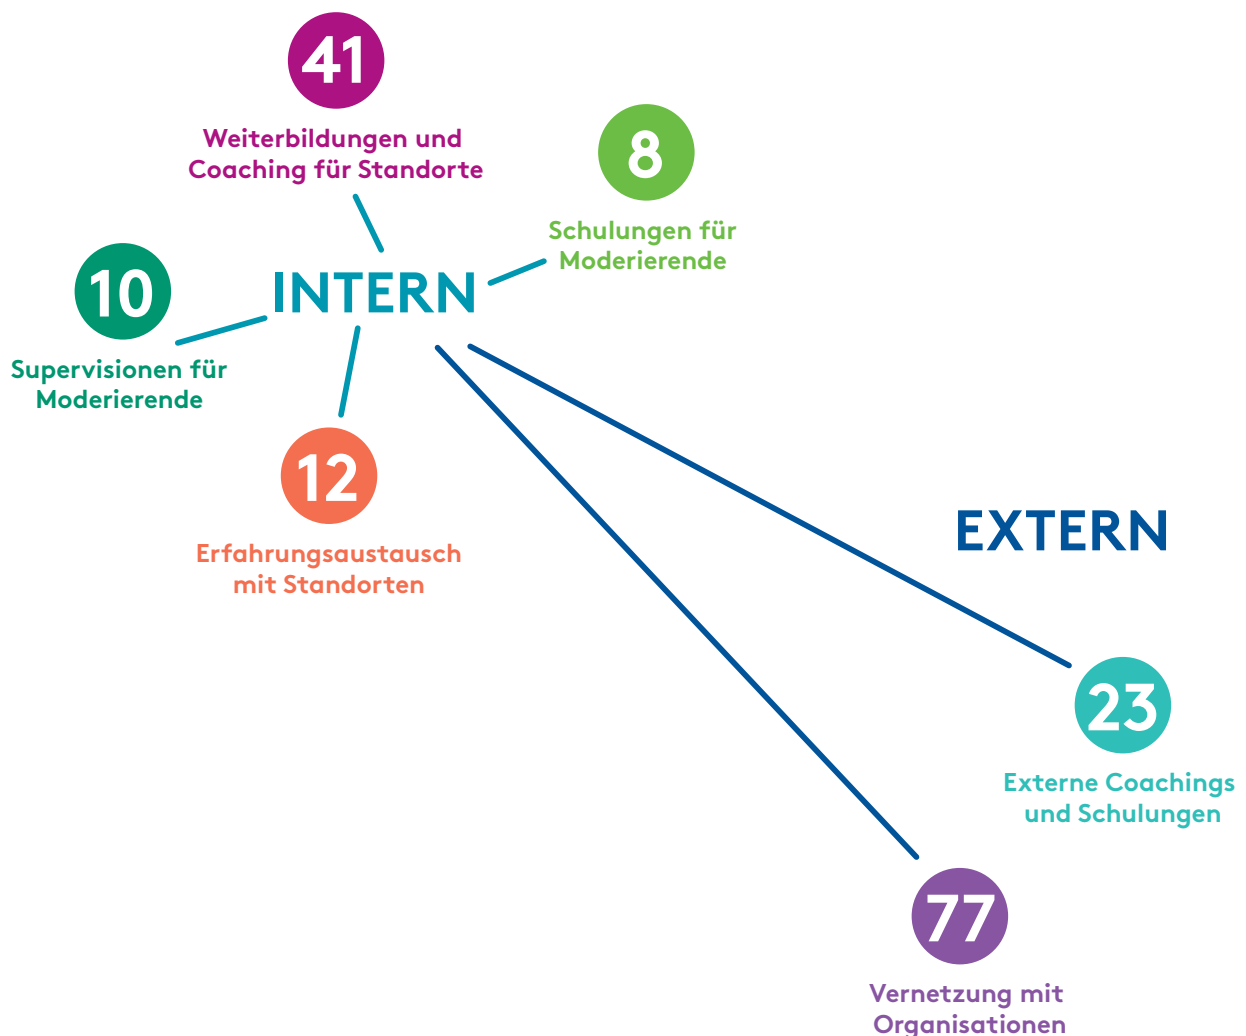 41
Weiterbildungen und
Coaching für Standorte
8
Schulungen für
Moderierende
INTERN
10
Supervisionen für
Moderierende
12
Erfahrungsaustausch
mit Standorten
EXTERN
23
Externe Coachings
und Schulungen
77
Vernetzung mit
Organisationen